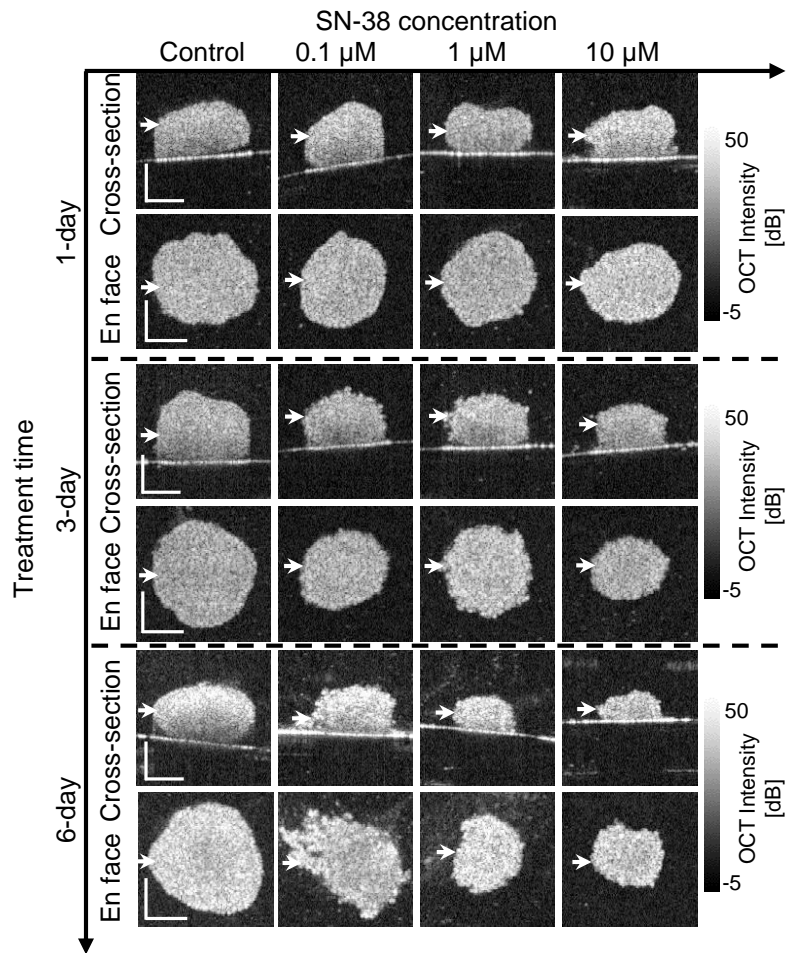 SN-38 concentration
Control 0.1 µM 1 µM 10 µM
Treatment time
1-day
Cross-section
En face
50
OCT Intensity
[dB]
-5
3-day
Cross-section
En face
50
OCT Intensity
[dB]
-5
6-day
Cross-section
En face
50
OCT Intensity
[dB]
-5